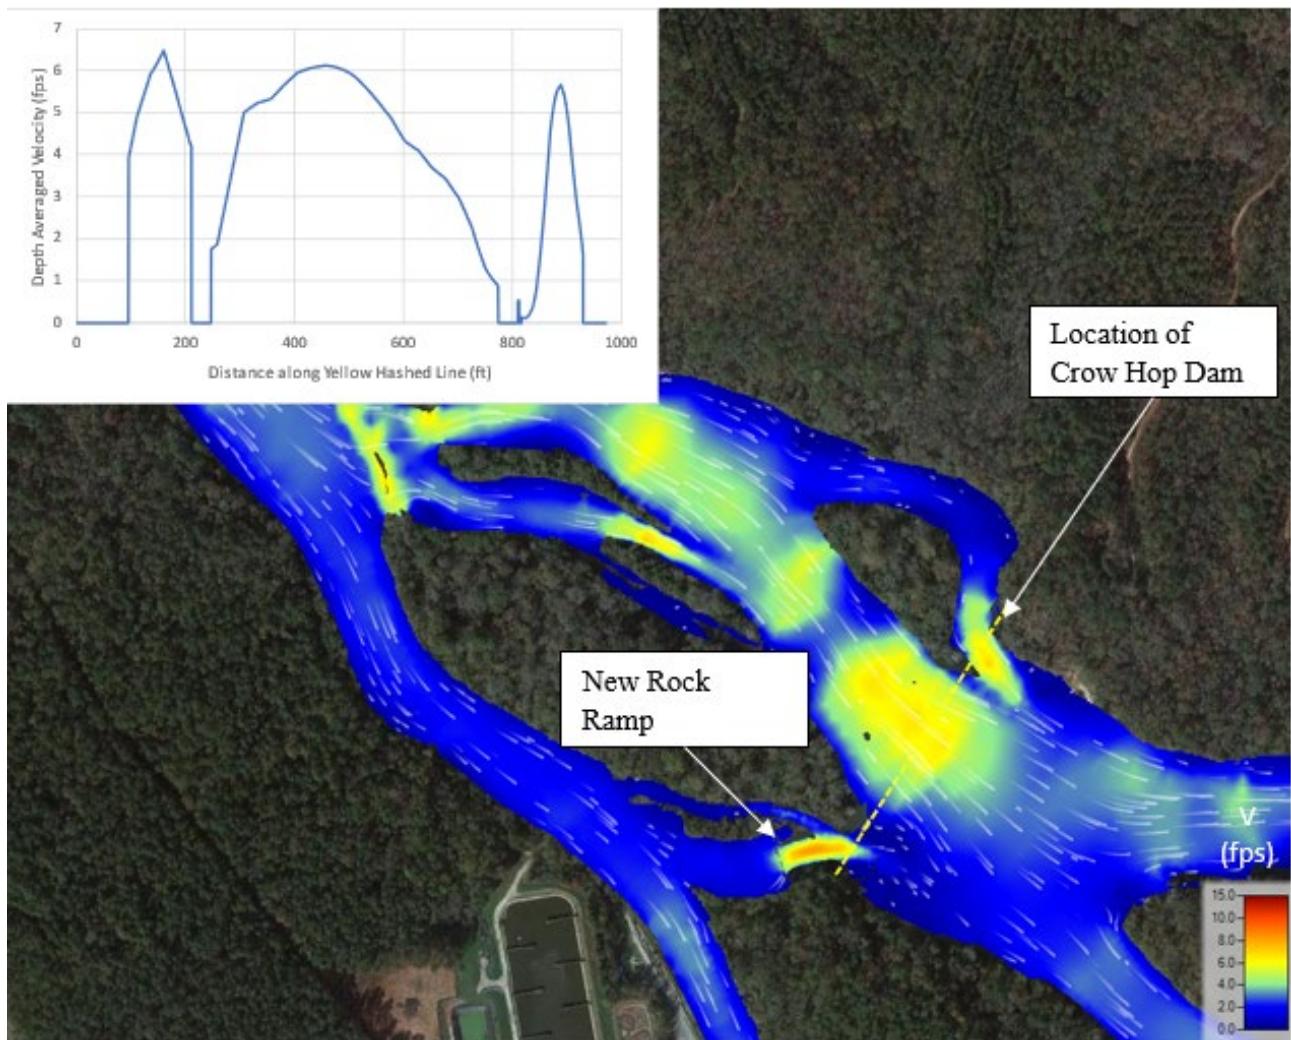 7
6
5
4
3
2
1
0
Depth Averaged Velocity (fps)
0 200 400 600 800 1000
Distance along Yellow Hashed Line (ft)
Location of
Crow Hop Dam
New Rock
Ramp
V
(fps)
15.0
10.0
8.0
6.0
4.0
2.0
0.0